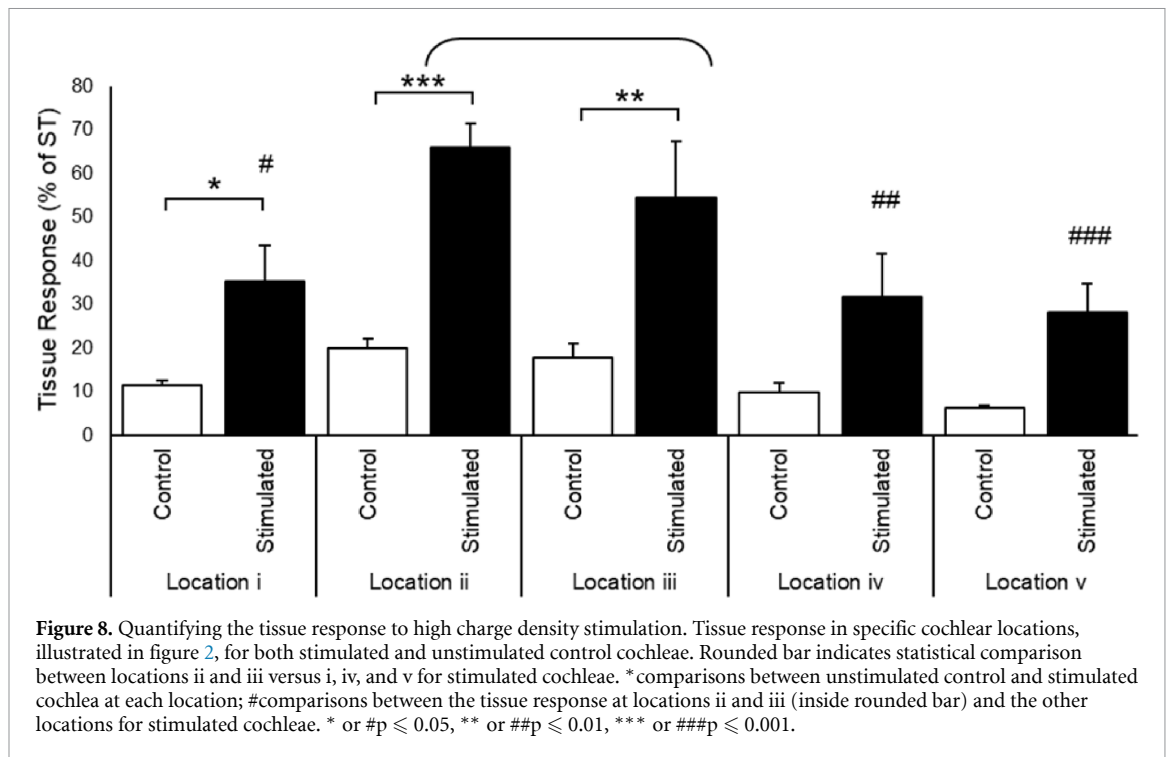 80
***
70
**
#
60
*
##
50
###
40
30
20
10
0
Tissue Response (% of ST)
Control
Stimulated
Control
Stimulated
Control
Stimulated
Control
Stimulated
Control
Stimulated
Location i
Location ii
Location iii
Location iv
Location v
Figure 8. Quantifying the tissue response to high charge density stimulation. Tissue response in specific cochlear locations,
illustrated in figure 2, for both stimulated and unstimulated control cochleae. Rounded bar indicates statistical comparison
between locations ii and iii versus i, iv, and v for stimulated cochleae. *comparisons between unstimulated control and stimulated
cochlea at each location; #comparisons between the tissue response at locations ii and iii (inside rounded bar) and the other
locations for stimulated cochleae. * or #p ⩽ 0.05, ** or ##p ⩽ 0.01, *** or ###p ⩽ 0.001.